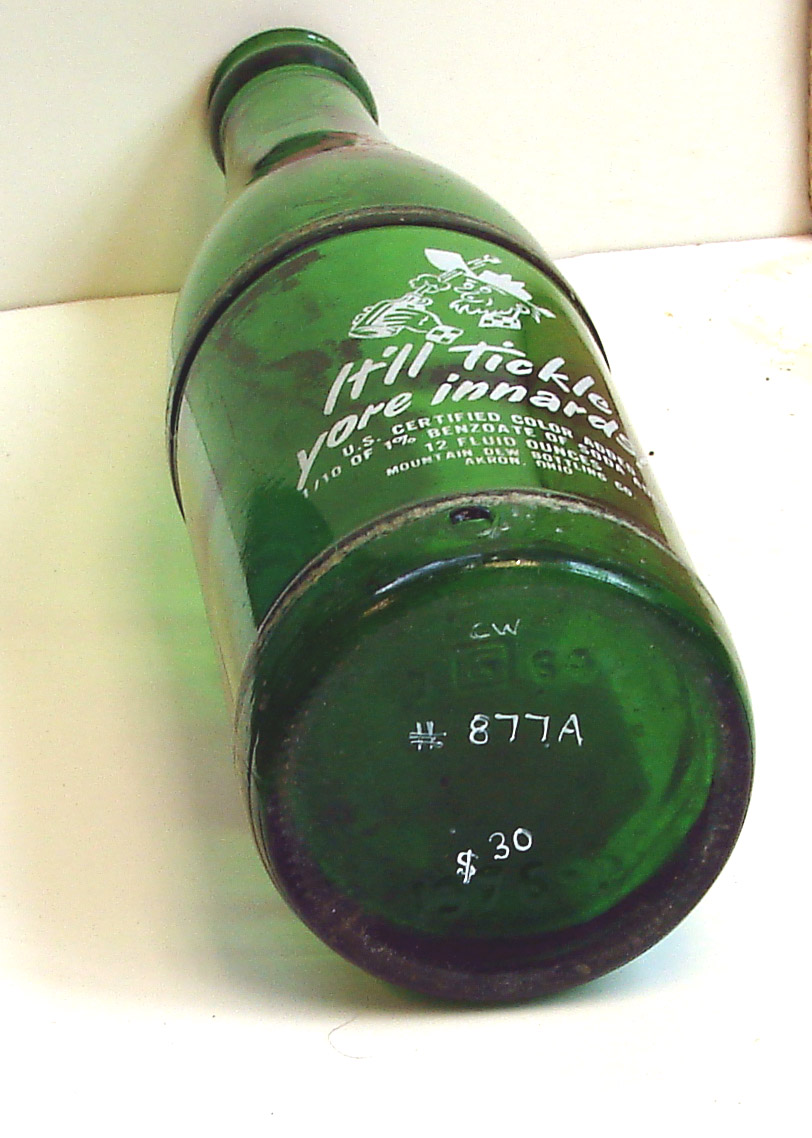 It'll tickle
yore innards!
U.S. CERTIFIED COLOR ADDED
1/10 OF 1% BENZOATE OF SODA
12 FLUID OUNCES
MOUNTAIN DEW BOTTLING CO
AKRON, OHIO
CW
# 877A
$ 30